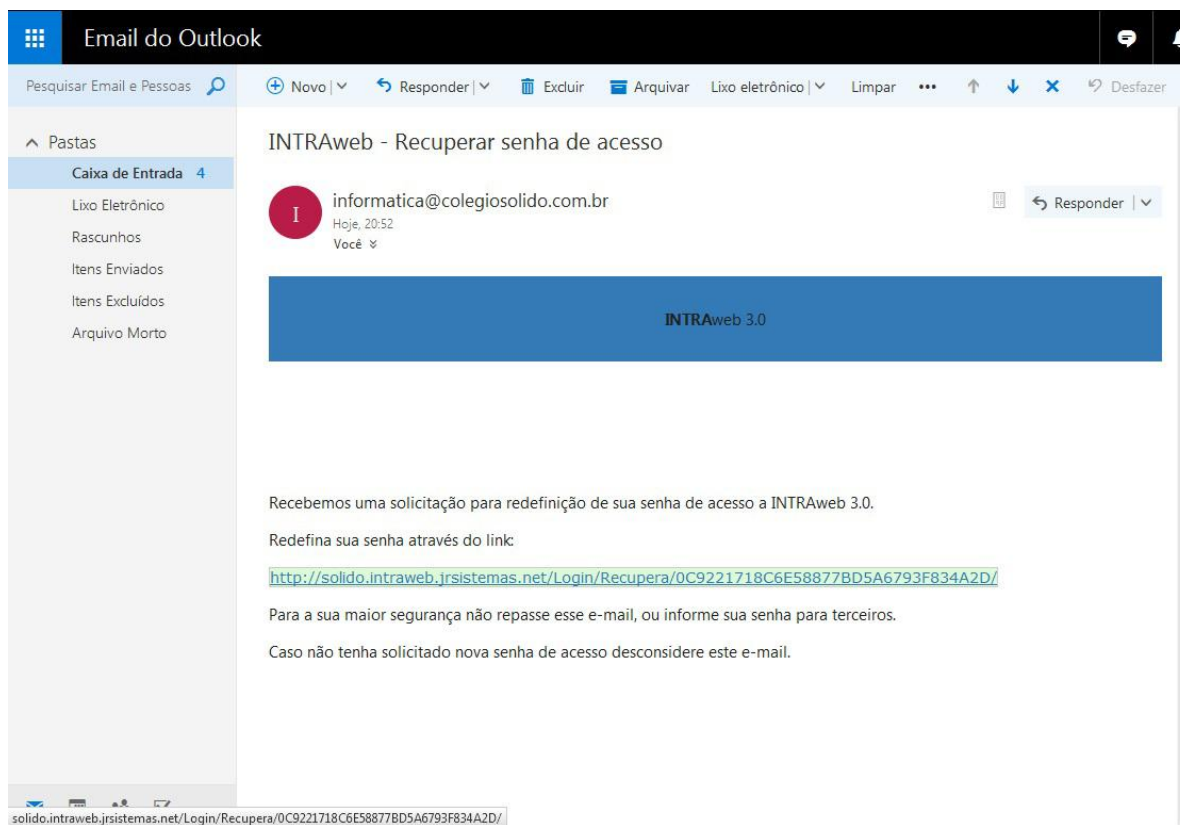 Email do Outlook
Pesquisar Email e Pessoas
Novo
Responder
Excluir
Arquivar
Lixo eletrônico
Limpar
Desfazer
Pastas
Caixa de Entrada 4
Lixo Eletrônico
Rascunhos
Itens Enviados
Itens Excluídos
Arquivo Morto
INTRAweb - Recuperar senha de acesso
I
informatica@colegiosolido.com.br
Hoje, 20:52
Você
Responder
INTRAweb 3.0
Recebemos uma solicitação para redefinição de sua senha de acesso a INTRAweb 3.0.
Redefina sua senha através do link:
http://solido.intraweb.jrsistemas.net/Login/Recupera/0C9221718C6E58877BD5A6793F834A2D/
Para a sua maior segurança não repasse esse e-mail, ou informe sua senha para terceiros.
Caso não tenha solicitado nova senha de acesso desconsidere este e-mail.
solido.intraweb.jrsistemas.net/Login/Recupera/0C9221718C6E58877BD5A6793F834A2D/